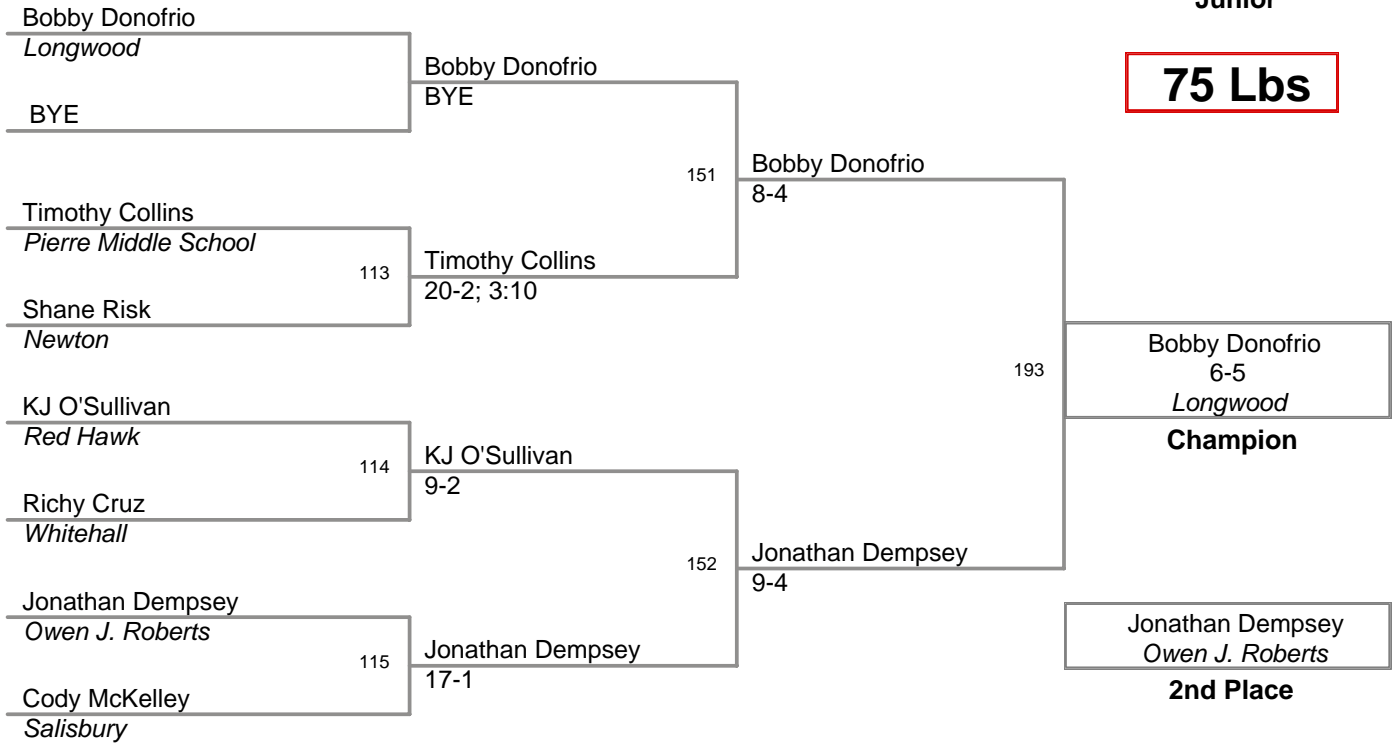 Junior
75 Lbs
Bobby Donofrio
Longwood
BYE
Timothy Collins
Pierre Middle School
113
Shane Risk
Newton
KJ O'Sullivan
Red Hawk
114
Richy Cruz
Whitehall
Jonathan Dempsey
Owen J. Roberts
115
Cody McKelley
Salisbury
Bobby Donofrio
BYE
151
Timothy Collins
20-2; 3:10
KJ O'Sullivan
9-2
152
Jonathan Dempsey
17-1
Bobby Donofrio
8-4
193
Jonathan Dempsey
9-4
Bobby Donofrio
6-5
Longwood
Champion
Jonathan Dempsey
Owen J. Roberts
2nd Place